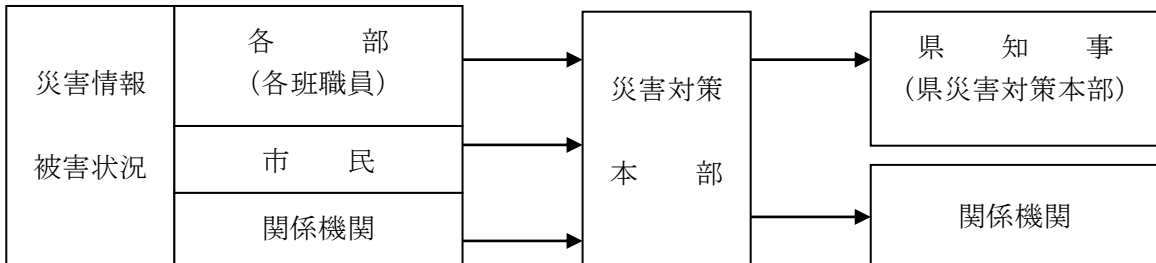 災害情報
被害状況
各 部
(各班職員)
市 民
関係機関
災害対策
本 部
県 知 事
(県災害対策本部)
関係機関